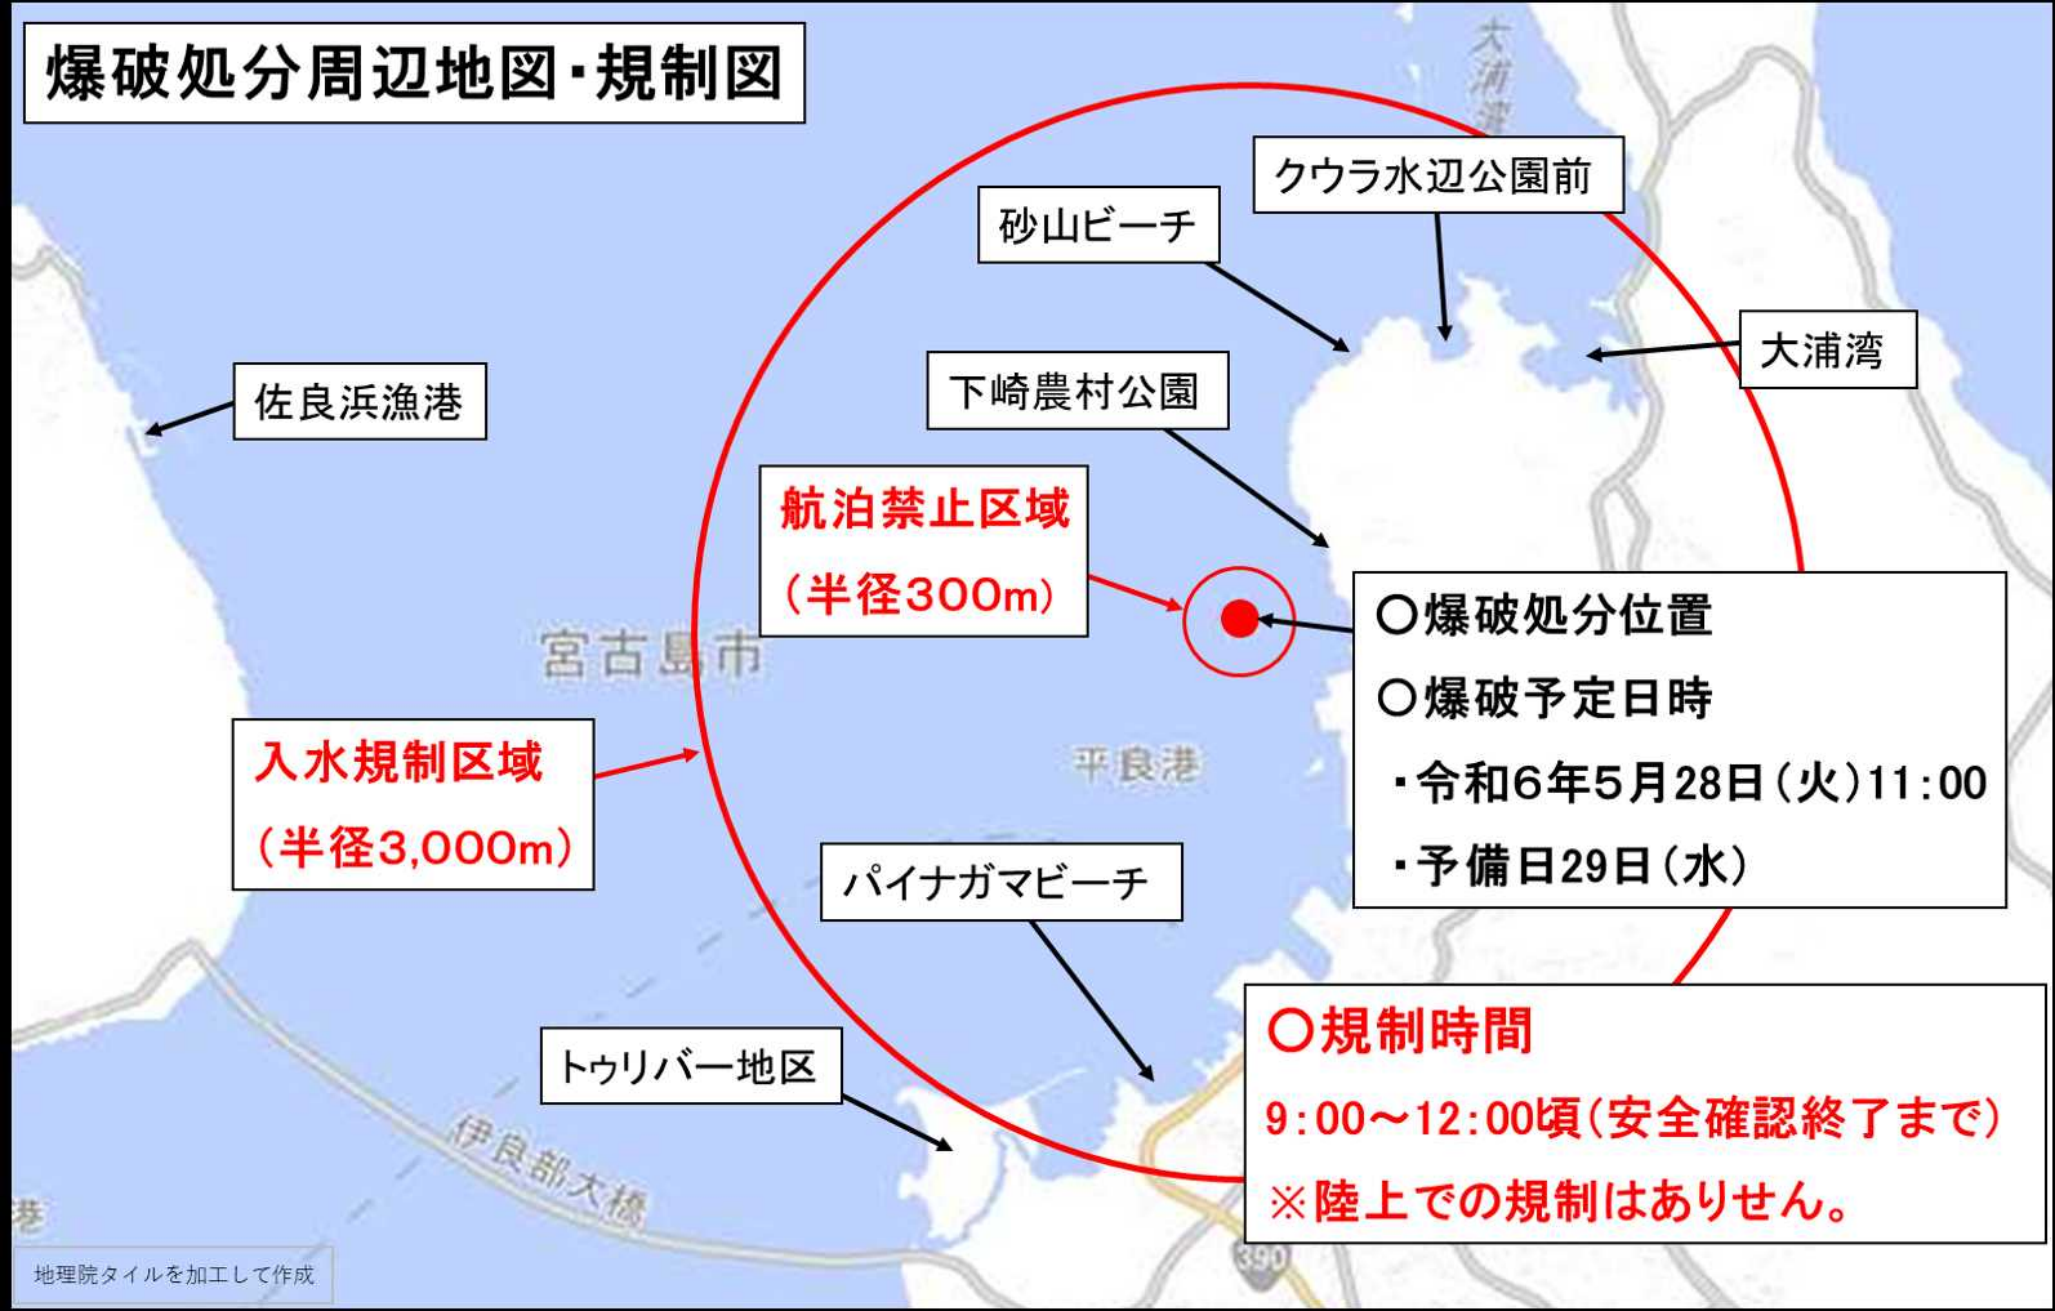 爆破処分周辺地図・規制図
大浦湾
クウラ水辺公園前
砂山ビーチ
大浦湾
下崎農村公園
佐良浜漁港
航泊禁止区域
(半径300m)
○爆破処分位置
○爆破予定日時
・令和6年5月28日(火)11:00
・予備日29日(水)
宮古島市
入水規制区域
(半径3,000m)
平良港
パイナガマビーチ
トゥリバー地区
○規制時間
9:00~12:00頃(安全確認終了まで)
※陸上での規制はありせん。
伊良部大橋
港
390
地理院タイルを加工して作成